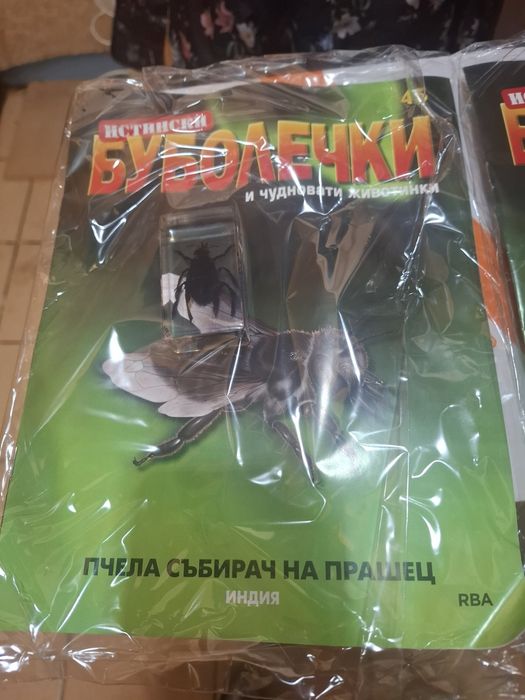 ИСТИНСКИ
БУБОЛЕЧКИ
и чудновати животинки
ПЧЕЛА СЪБИРАЧ НА ПРАШЕЦ
ИНДИЯ
RBA